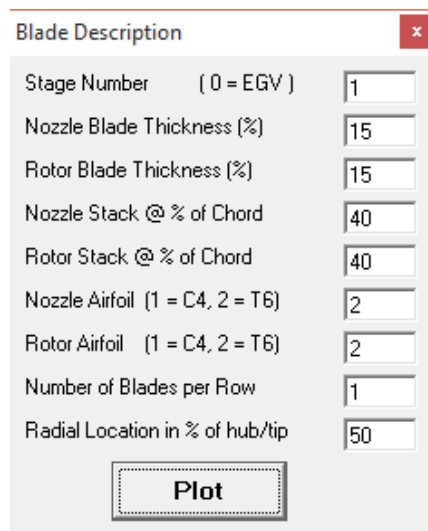 Blade Description x
Stage Number ( 0 = EGV ) 1
Nozzle Blade Thickness (%) 15
Rotor Blade Thickness (%) 15
Nozzle Stack @ % of Chord 40
Rotor Stack @ % of Chord 40
Nozzle Airfoil (1 = C4, 2 = T6) 2
Rotor Airfoil (1 = C4, 2 = T6) 2
Number of Blades per Row 1
Radial Location in % of hub/tip 50
Plot